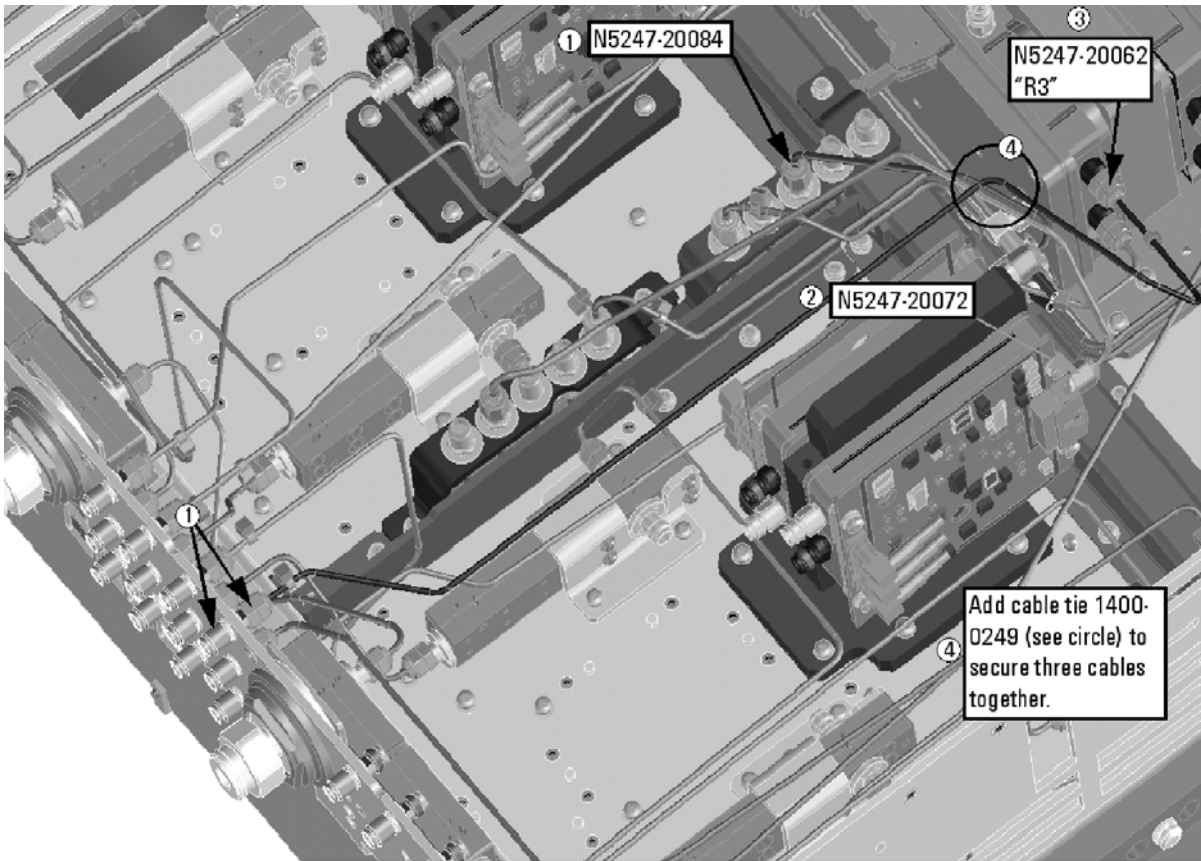 ① N5247-20084
③
N5247-20062
"R3"
④
② N5247-20072
①
④
Add cable tie 1400-
0249 (see circle) to
secure three cables
together.